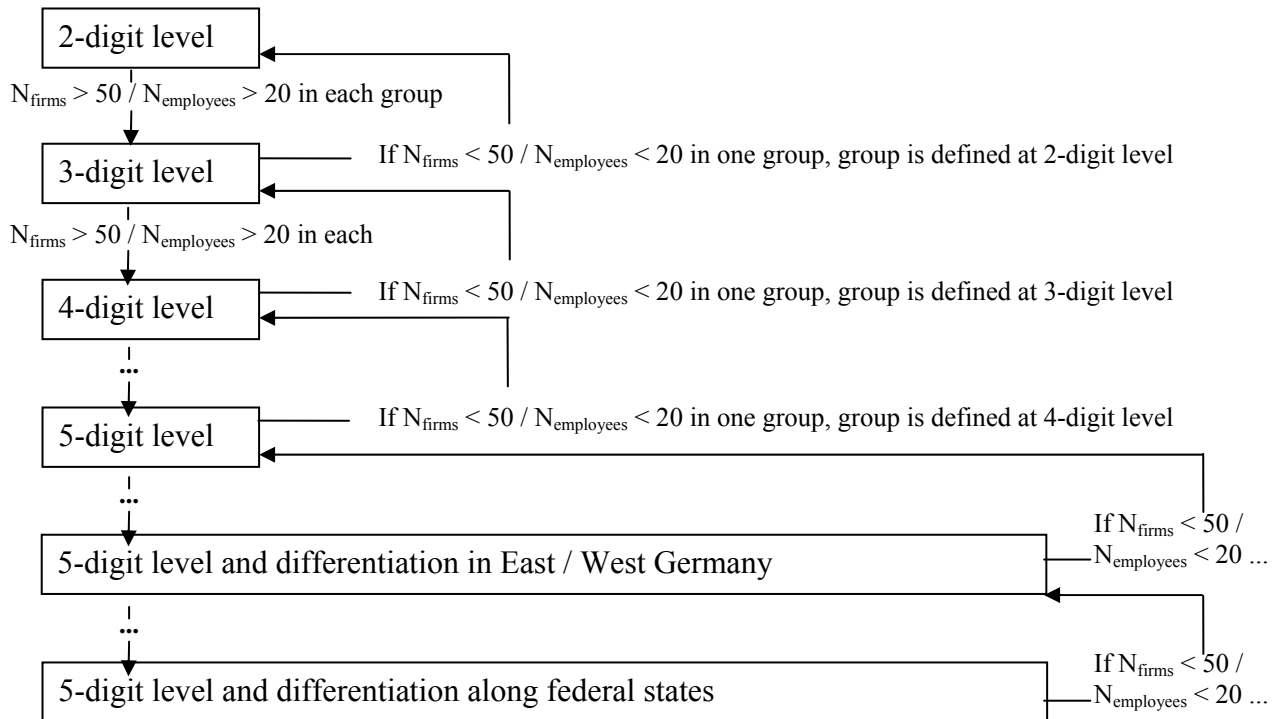 2-digit level
N_firms > 50 / N_employees > 20 in each group
If N_firms < 50 / N_employees < 20 in one group, group is defined at 2-digit level
3-digit level
N_firms > 50 / N_employees > 20 in each
If N_firms < 50 / N_employees < 20 in one group, group is defined at 3-digit level
4-digit level
...
If N_firms < 50 / N_employees < 20 in one group, group is defined at 4-digit level
5-digit level
...
If N_firms < 50 /
N_employees < 20 ...
5-digit level and differentiation in East / West Germany
...
If N_firms < 50 /
N_employees < 20 ...
5-digit level and differentiation along federal states